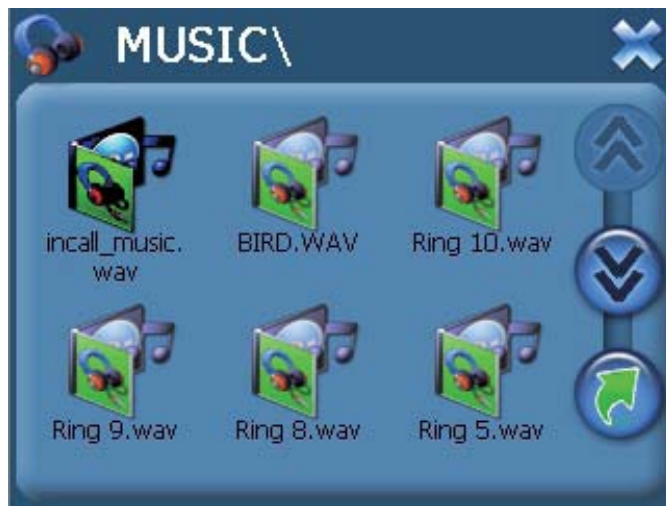 MUSIC\
incall_music.
wav
BIRD.WAV
Ring 10.wav
Ring 9.wav
Ring 8.wav
Ring 5.wav